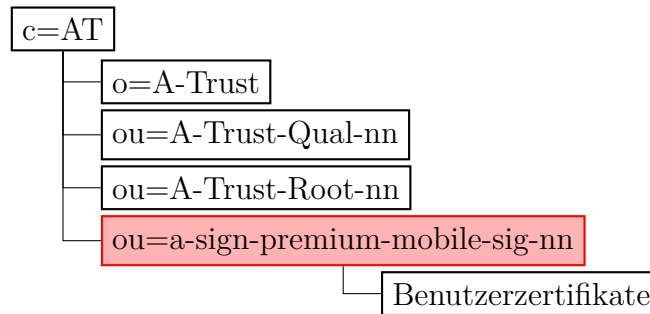 c=AT
o=A-Trust
ou=A-Trust-Qual-nn
ou=A-Trust-Root-nn
ou=a-sign-premium-mobile-sig-nn
Benutzerzertifikate